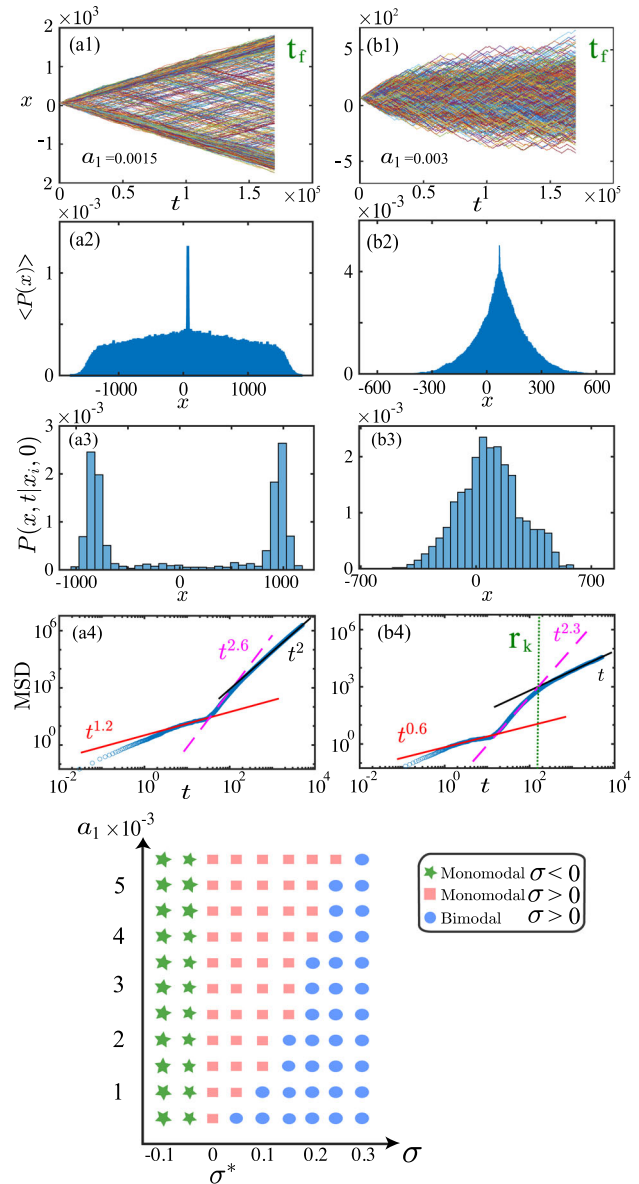 ×10³
(a1)
t_f
2
1
x
0
-1
2
a₁=0.0015
0 0.5 1 t 1.5 2
×10⁵
×10²
(b1)
t_f
5
0
-5
a₁=0.003
0 0.5 1 t 1.5 2
×10⁵
×10⁻³
(a2)
<P(x)>
1
0
-1000 0 1000
x
×10⁻³
(b2)
4
2
0
-600 -300 0 300 600
x
×10⁻³
(a3)
P(x,t|x_i,0)
3
2
1
0
-1000 0 1000
x
×10⁻³
(b3)
2
1
0
-700 0 700
x
(a4)
MSD
10⁶
10³
10⁰
t^2.6
t²
t^1.2
10⁻² 10⁰ t 10² 10⁴
(b4)
r_k
t^2.3
t
t^0.6
10⁶
10³
10⁰
10⁻² 10⁰ t 10² 10⁴
a₁ ×10⁻³
5
4
3
2
1
-0.1 0 0.1 0.2 0.3
σ*
σ
Monomodal σ<0
Monomodal σ>0
Bimodal σ>0